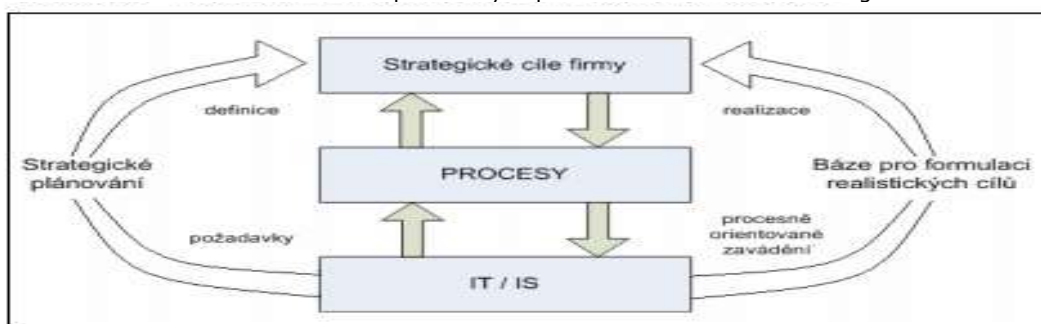 Strategické cíle firmy
definice
realizace
Strategické
plánování
PROCESY
Báze pro formulaci
realistických cílů
požadavky
procesně
orientované
zavádění
IT / IS